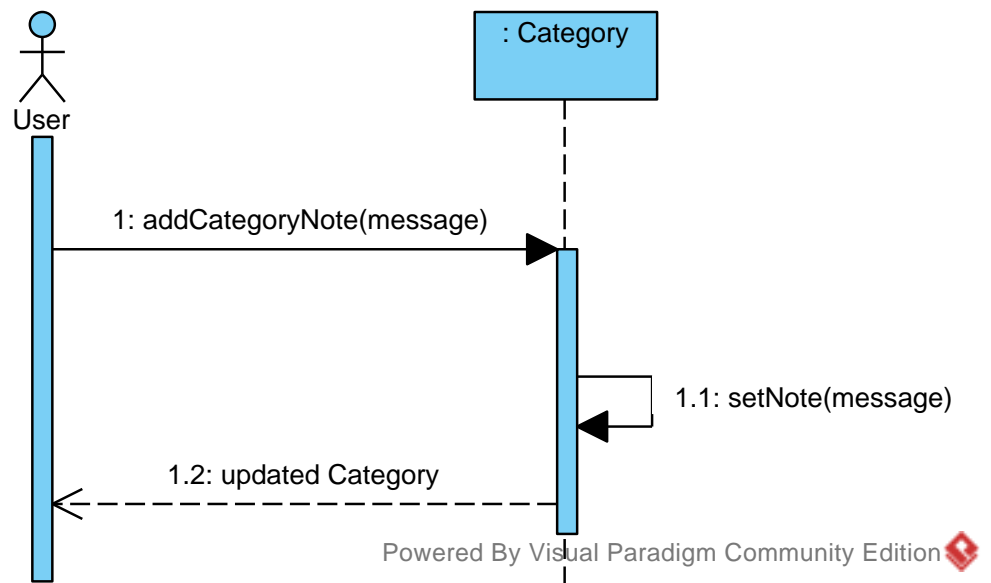 : Category
User
1: addCategoryNote(message)
1.1: setNote(message)
1.2: updated Category
Powered By Visual Paradigm Community Edition